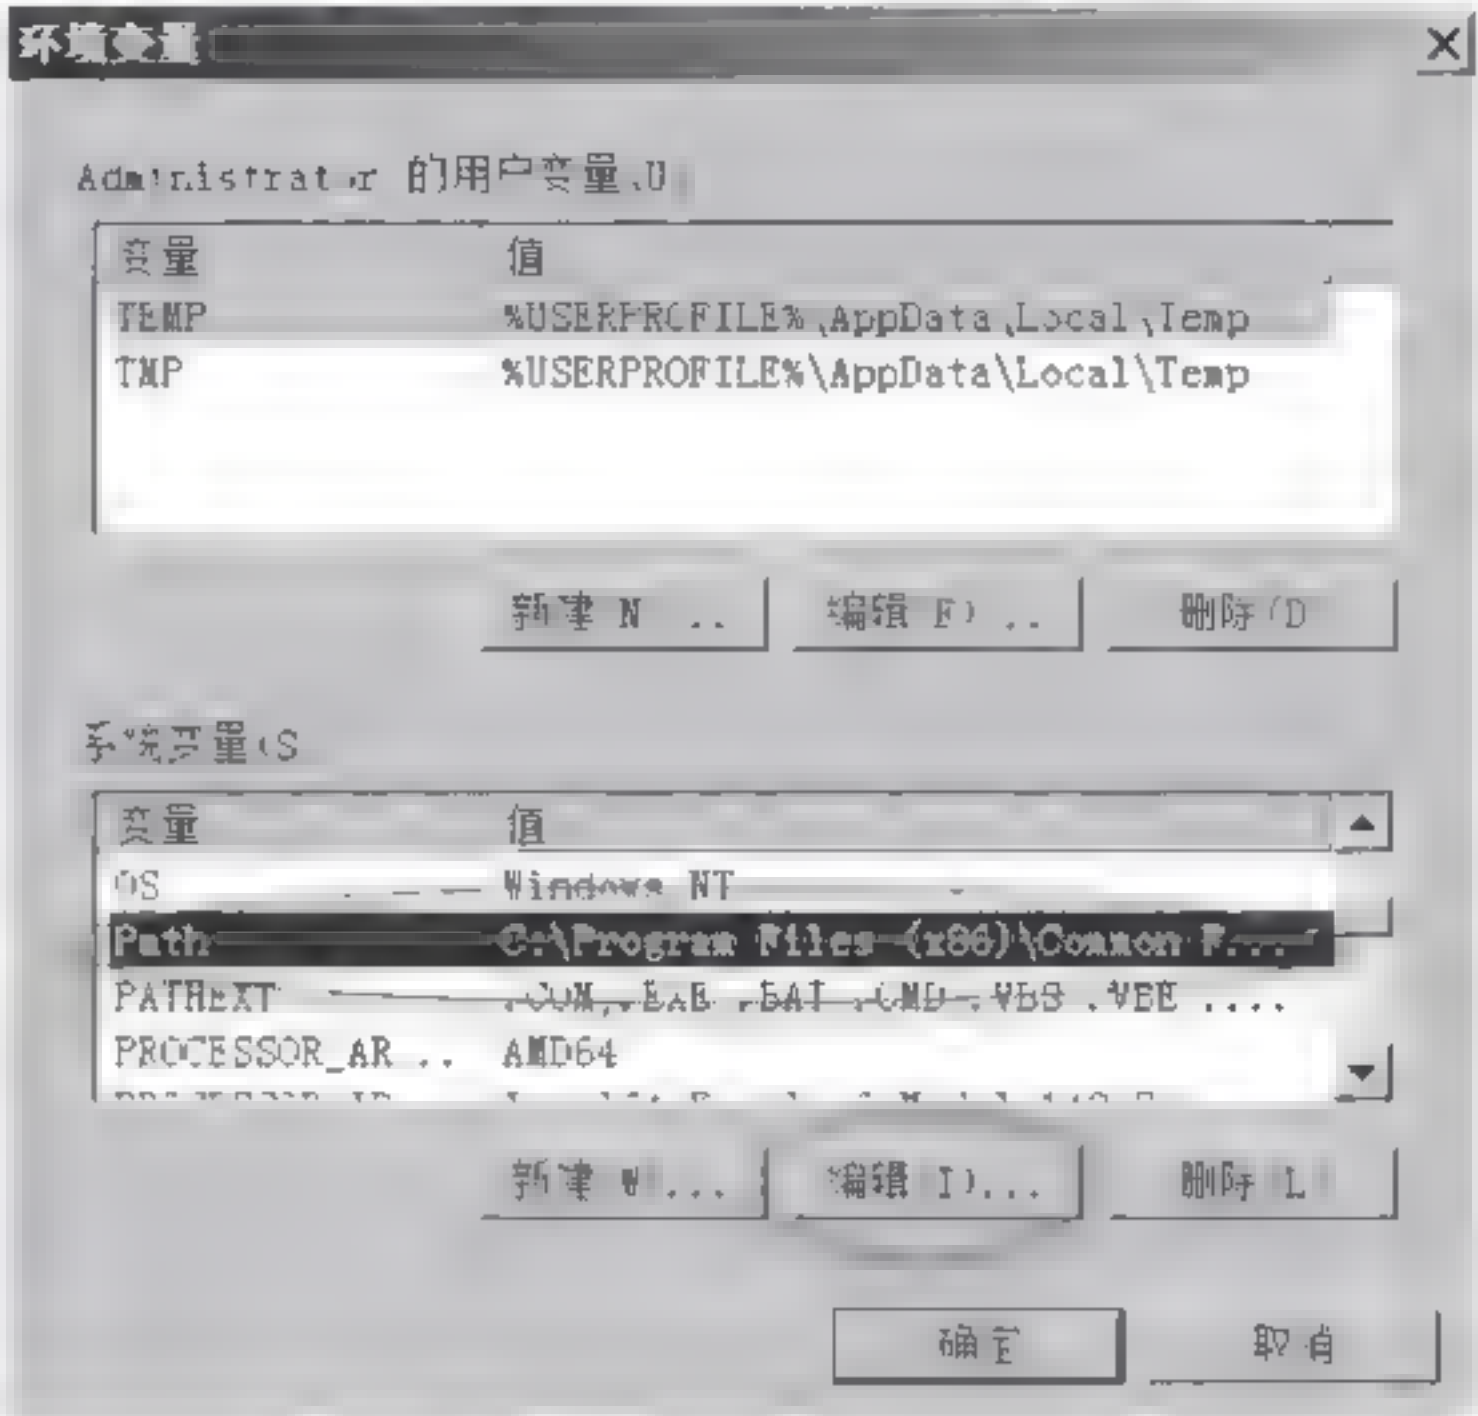 环境变量
Administrator 的用户变量(U
变量 值
TEMP %USERPROFILE%\AppData\Local\Temp
TMP %USERPROFILE%\AppData\Local\Temp
新建 N ..
编辑 E) ..
删除(D
系统变量(S
变量 值
OS Windows_NT
Path C:\Program Files (x86)\Common F...
PATHEXT .COM;.EXE;.BAT;.CMD;.VBS;.VBE;....
PROCESSOR_AR .. AMD64
新建 W)...
编辑 I)...
删除 L)
确定
取消